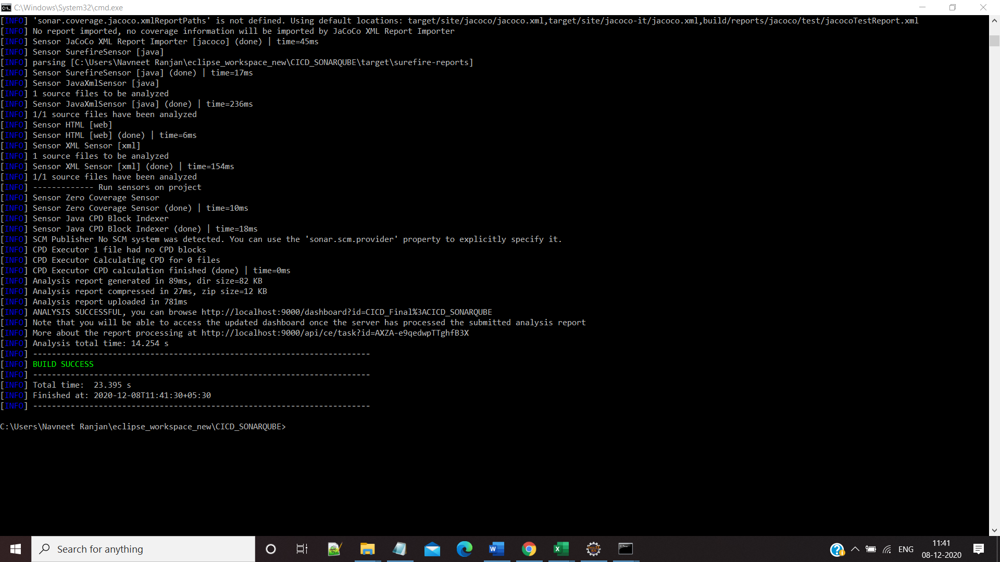 C:\Windows\System32\cmd.exe
[INFO] 'sonar.coverage.jacoco.xmlReportPaths' is not defined. Using default locations: target/site/jacoco/jacoco.xml,target/site/jacoco-it/jacoco.xml,build/reports/jacoco/test/jacocoTestReport.xml
[INFO] No report imported, no coverage information will be imported by JaCoCo XML Report Importer
[INFO] Sensor JaCoCo XML Report Importer [jacoco] (done) | time=45ms
[INFO] Sensor SurefireSensor [java]
[INFO] parsing [C:\Users\Navneet Ranjan\eclipse_workspace_new\CICD_SONARQUBE\target\surefire-reports]
[INFO] Sensor SurefireSensor [java] (done) | time=17ms
[INFO] Sensor JavaXmlSensor [java]
[INFO] 1 source files to be analyzed
[INFO] Sensor JavaXmlSensor [java] (done) | time=236ms
[INFO] 1/1 source files have been analyzed
[INFO] Sensor HTML [web]
[INFO] Sensor HTML [web] (done) | time=6ms
[INFO] Sensor XML Sensor [xml]
[INFO] 1 source files to be analyzed
[INFO] Sensor XML Sensor [xml] (done) | time=154ms
[INFO] 1/1 source files have been analyzed
[INFO] ------------- Run sensors on project
[INFO] Sensor Zero Coverage Sensor
[INFO] Sensor Zero Coverage Sensor (done) | time=10ms
[INFO] Sensor Java CPD Block Indexer
[INFO] Sensor Java CPD Block Indexer (done) | time=18ms
[INFO] SCM Publisher No SCM system was detected. You can use the 'sonar.scm.provider' property to explicitly specify it.
[INFO] CPD Executor 1 file had no CPD blocks
[INFO] CPD Executor Calculating CPD for 0 files
[INFO] CPD Executor CPD calculation finished (done) | time=0ms
[INFO] Analysis report generated in 89ms, dir size=82 KB
[INFO] Analysis report compressed in 27ms, zip size=12 KB
[INFO] Analysis report uploaded in 781ms
[INFO] ANALYSIS SUCCESSFUL, you can browse http://localhost:9000/dashboard?id=CICD_Final%3ACICD_SONARQUBE
[INFO] Note that you will be able to access the updated dashboard once the server has processed the submitted analysis report
[INFO] More about the report processing at http://localhost:9000/api/ce/task?id=AXZA-e9qedwpTTghfB3X
[INFO] Analysis total time: 14.254 s
[INFO] ------------------------------------------------------------------------
[INFO] BUILD SUCCESS
[INFO] ------------------------------------------------------------------------
[INFO] Total time:  23.395 s
[INFO] Finished at: 2020-12-08T11:41:30+05:30
[INFO] ------------------------------------------------------------------------
C:\Users\Navneet Ranjan\eclipse_workspace_new\CICD_SONARQUBE>
Search for anything
ENG
11:41
08-12-2020